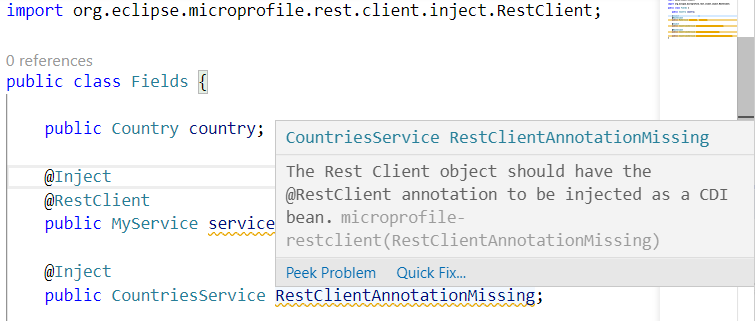 import org.eclipse.microprofile.rest.client.inject.RestClient;
0 references
public class Fields {
public Country country;
@Inject
@RestClient
public MyService service
@Inject
public CountriesService RestClientAnnotationMissing;
CountriesService RestClientAnnotationMissing
The Rest Client object should have the
@RestClient annotation to be injected as a CDI
bean. microprofile-
restclient(RestClientAnnotationMissing)
Peek Problem Quick Fix...